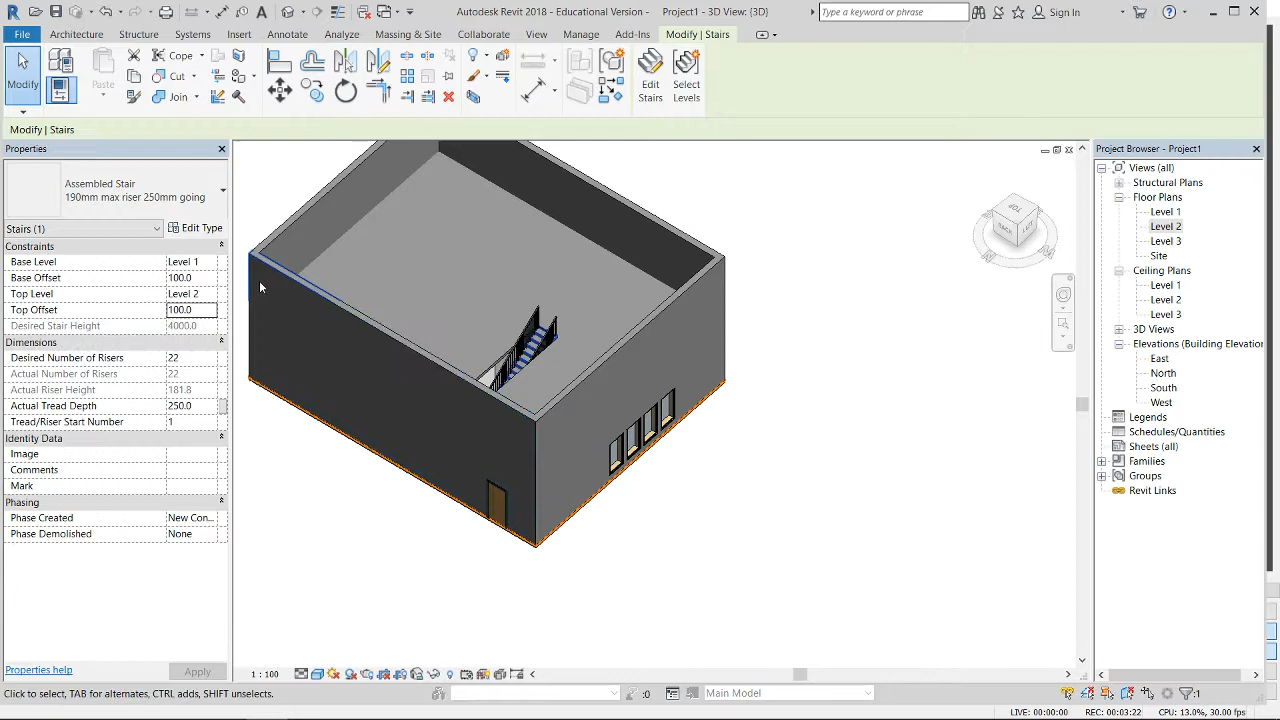 Autodesk Revit 2018 - Educational Version - Project1 - 3D View: {3D}
Type a keyword or phrase
Sign In
File Architecture Structure Systems Insert Annotate Analyze Massing & Site Collaborate View Manage Add-Ins Modify | Stairs
Modify
Paste
Cope
Cut
Join
Edit Stairs
Select Levels
Modify | Stairs
Properties
Assembled Stair
190mm max riser 250mm going
Stairs (1)
Edit Type
Constraints
Base Level Level 1
Base Offset 100.0
Top Level Level 2
Top Offset 100.0
Desired Stair Height 4000.0
Dimensions
Desired Number of Risers 22
Actual Number of Risers 22
Actual Riser Height 181.8
Actual Tread Depth 250.0
Tread/Riser Start Number 1
Identity Data
Image
Comments
Mark
Phasing
Phase Created New Con...
Phase Demolished None
Properties help
Apply
TOP
BACK
Project Browser - Project1
Views (all)
Structural Plans
Floor Plans
Level 1
Level 2
Level 3
Site
Ceiling Plans
Level 1
Level 2
Level 3
3D Views
Elevations (Building Elevation
East
North
South
West
Legends
Schedules/Quantities
Sheets (all)
Families
Groups
Revit Links
1 : 100
Click to select, TAB for alternates, CTRL adds, SHIFT unselects.
:0
Main Model
:1
LIVE: 00:00:00 REC: 00:03:22 CPU: 13.0%, 30.00 fps